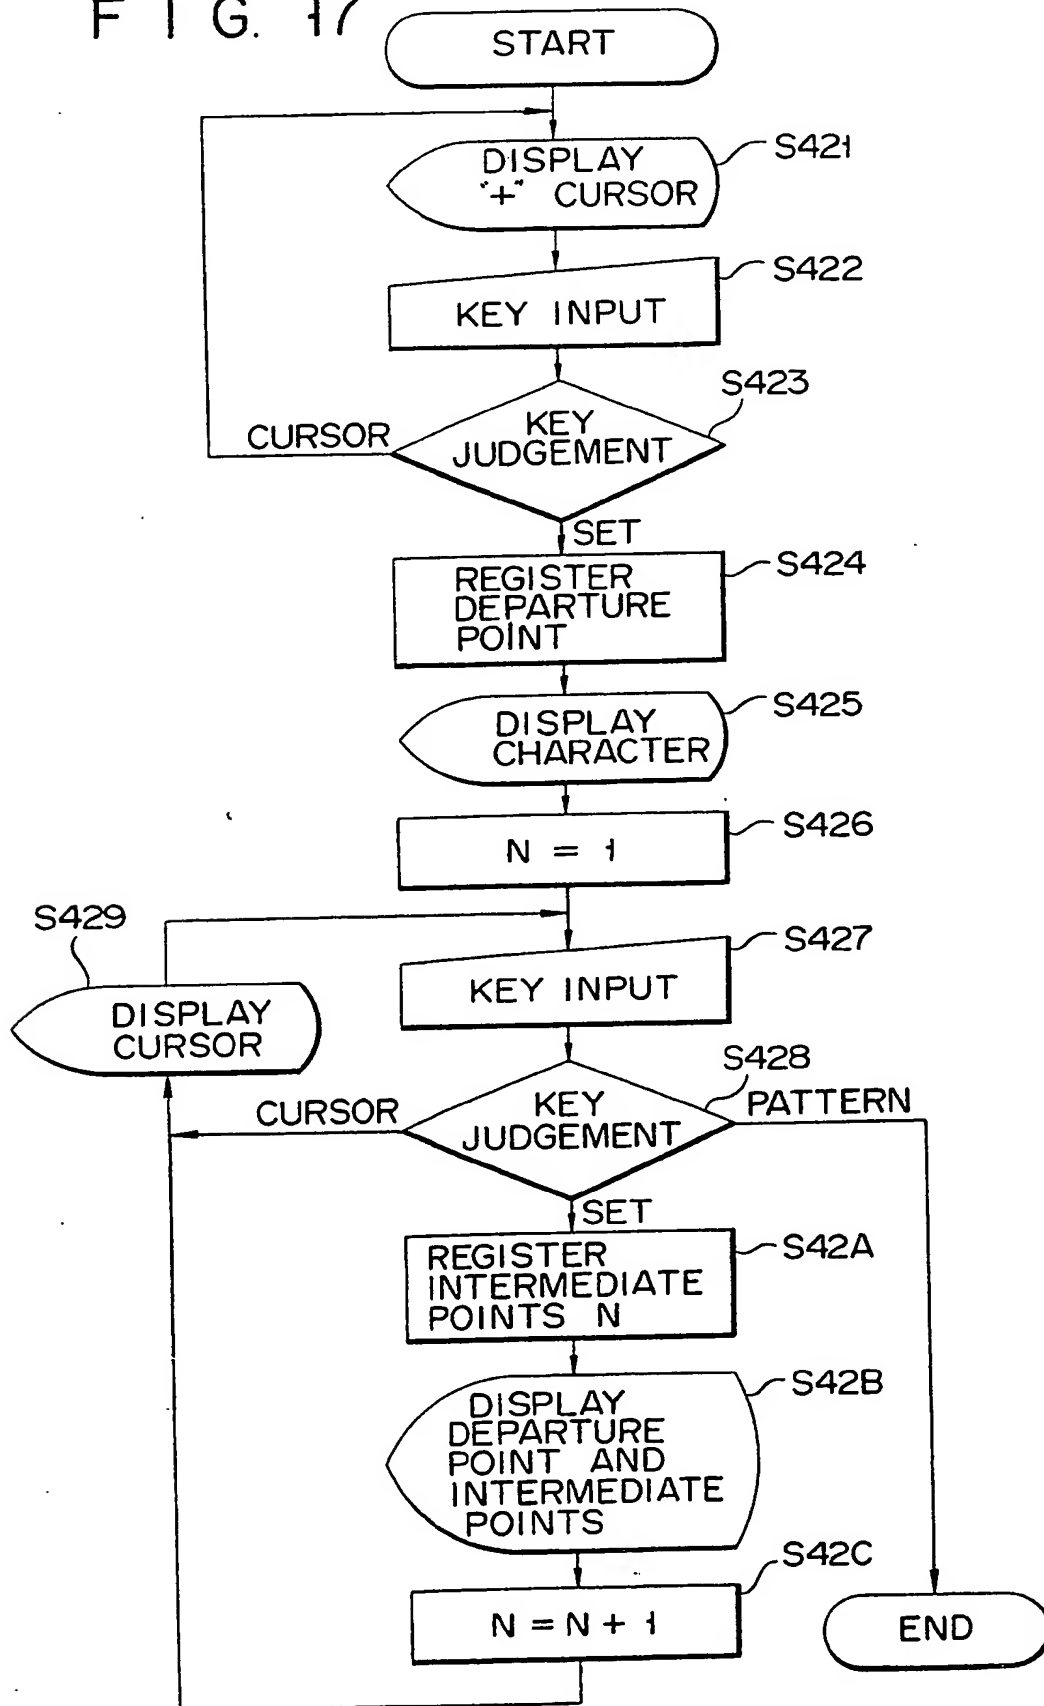 FIG. 17
START
DISPLAY
"+" CURSOR
S421
KEY INPUT
S422
KEY
JUDGEMENT
S423
CURSOR
SET
REGISTER
DEPARTURE
POINT
S424
DISPLAY
CHARACTER
S425
N = 1
S426
KEY INPUT
S427
S429
DISPLAY
CURSOR
KEY
JUDGEMENT
S428
CURSOR
PATTERN
SET
REGISTER
INTERMEDIATE
POINTS N
S42A
DISPLAY
DEPARTURE
POINT AND
INTERMEDIATE
POINTS
S42B
N = N + 1
S42C
END